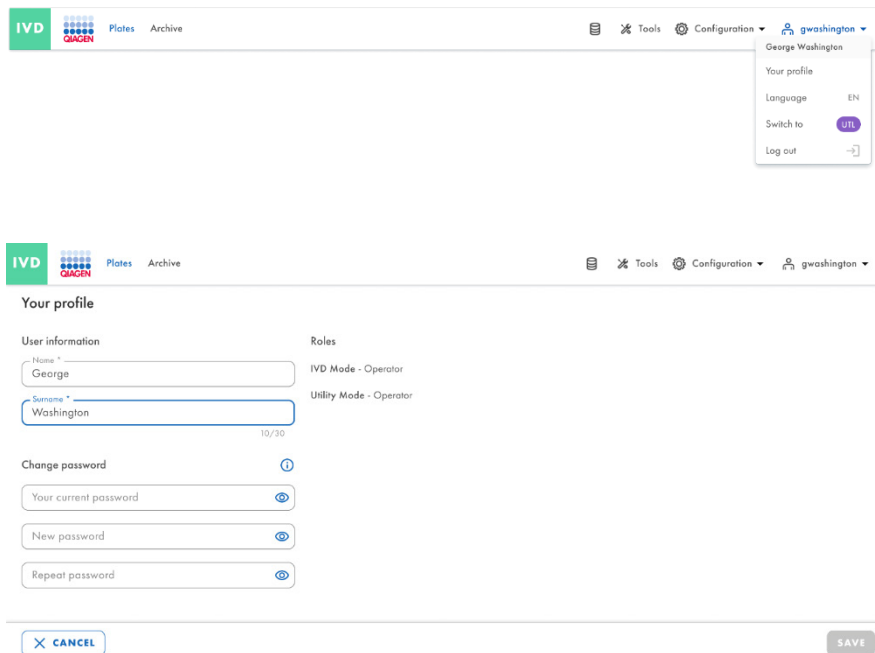 IVD QIAGEN Plates Archive Tools Configuration gwashington
George Washington
Your profile
Language EN
Switch to UTL
Log out
IVD QIAGEN Plates Archive Tools Configuration gwashington
Your profile
User information Roles
Name *
George
IVD Mode - Operator
Surname *
Washington
Utility Mode - Operator
10/30
Change password
Your current password
New password
Repeat password
CANCEL SAVE